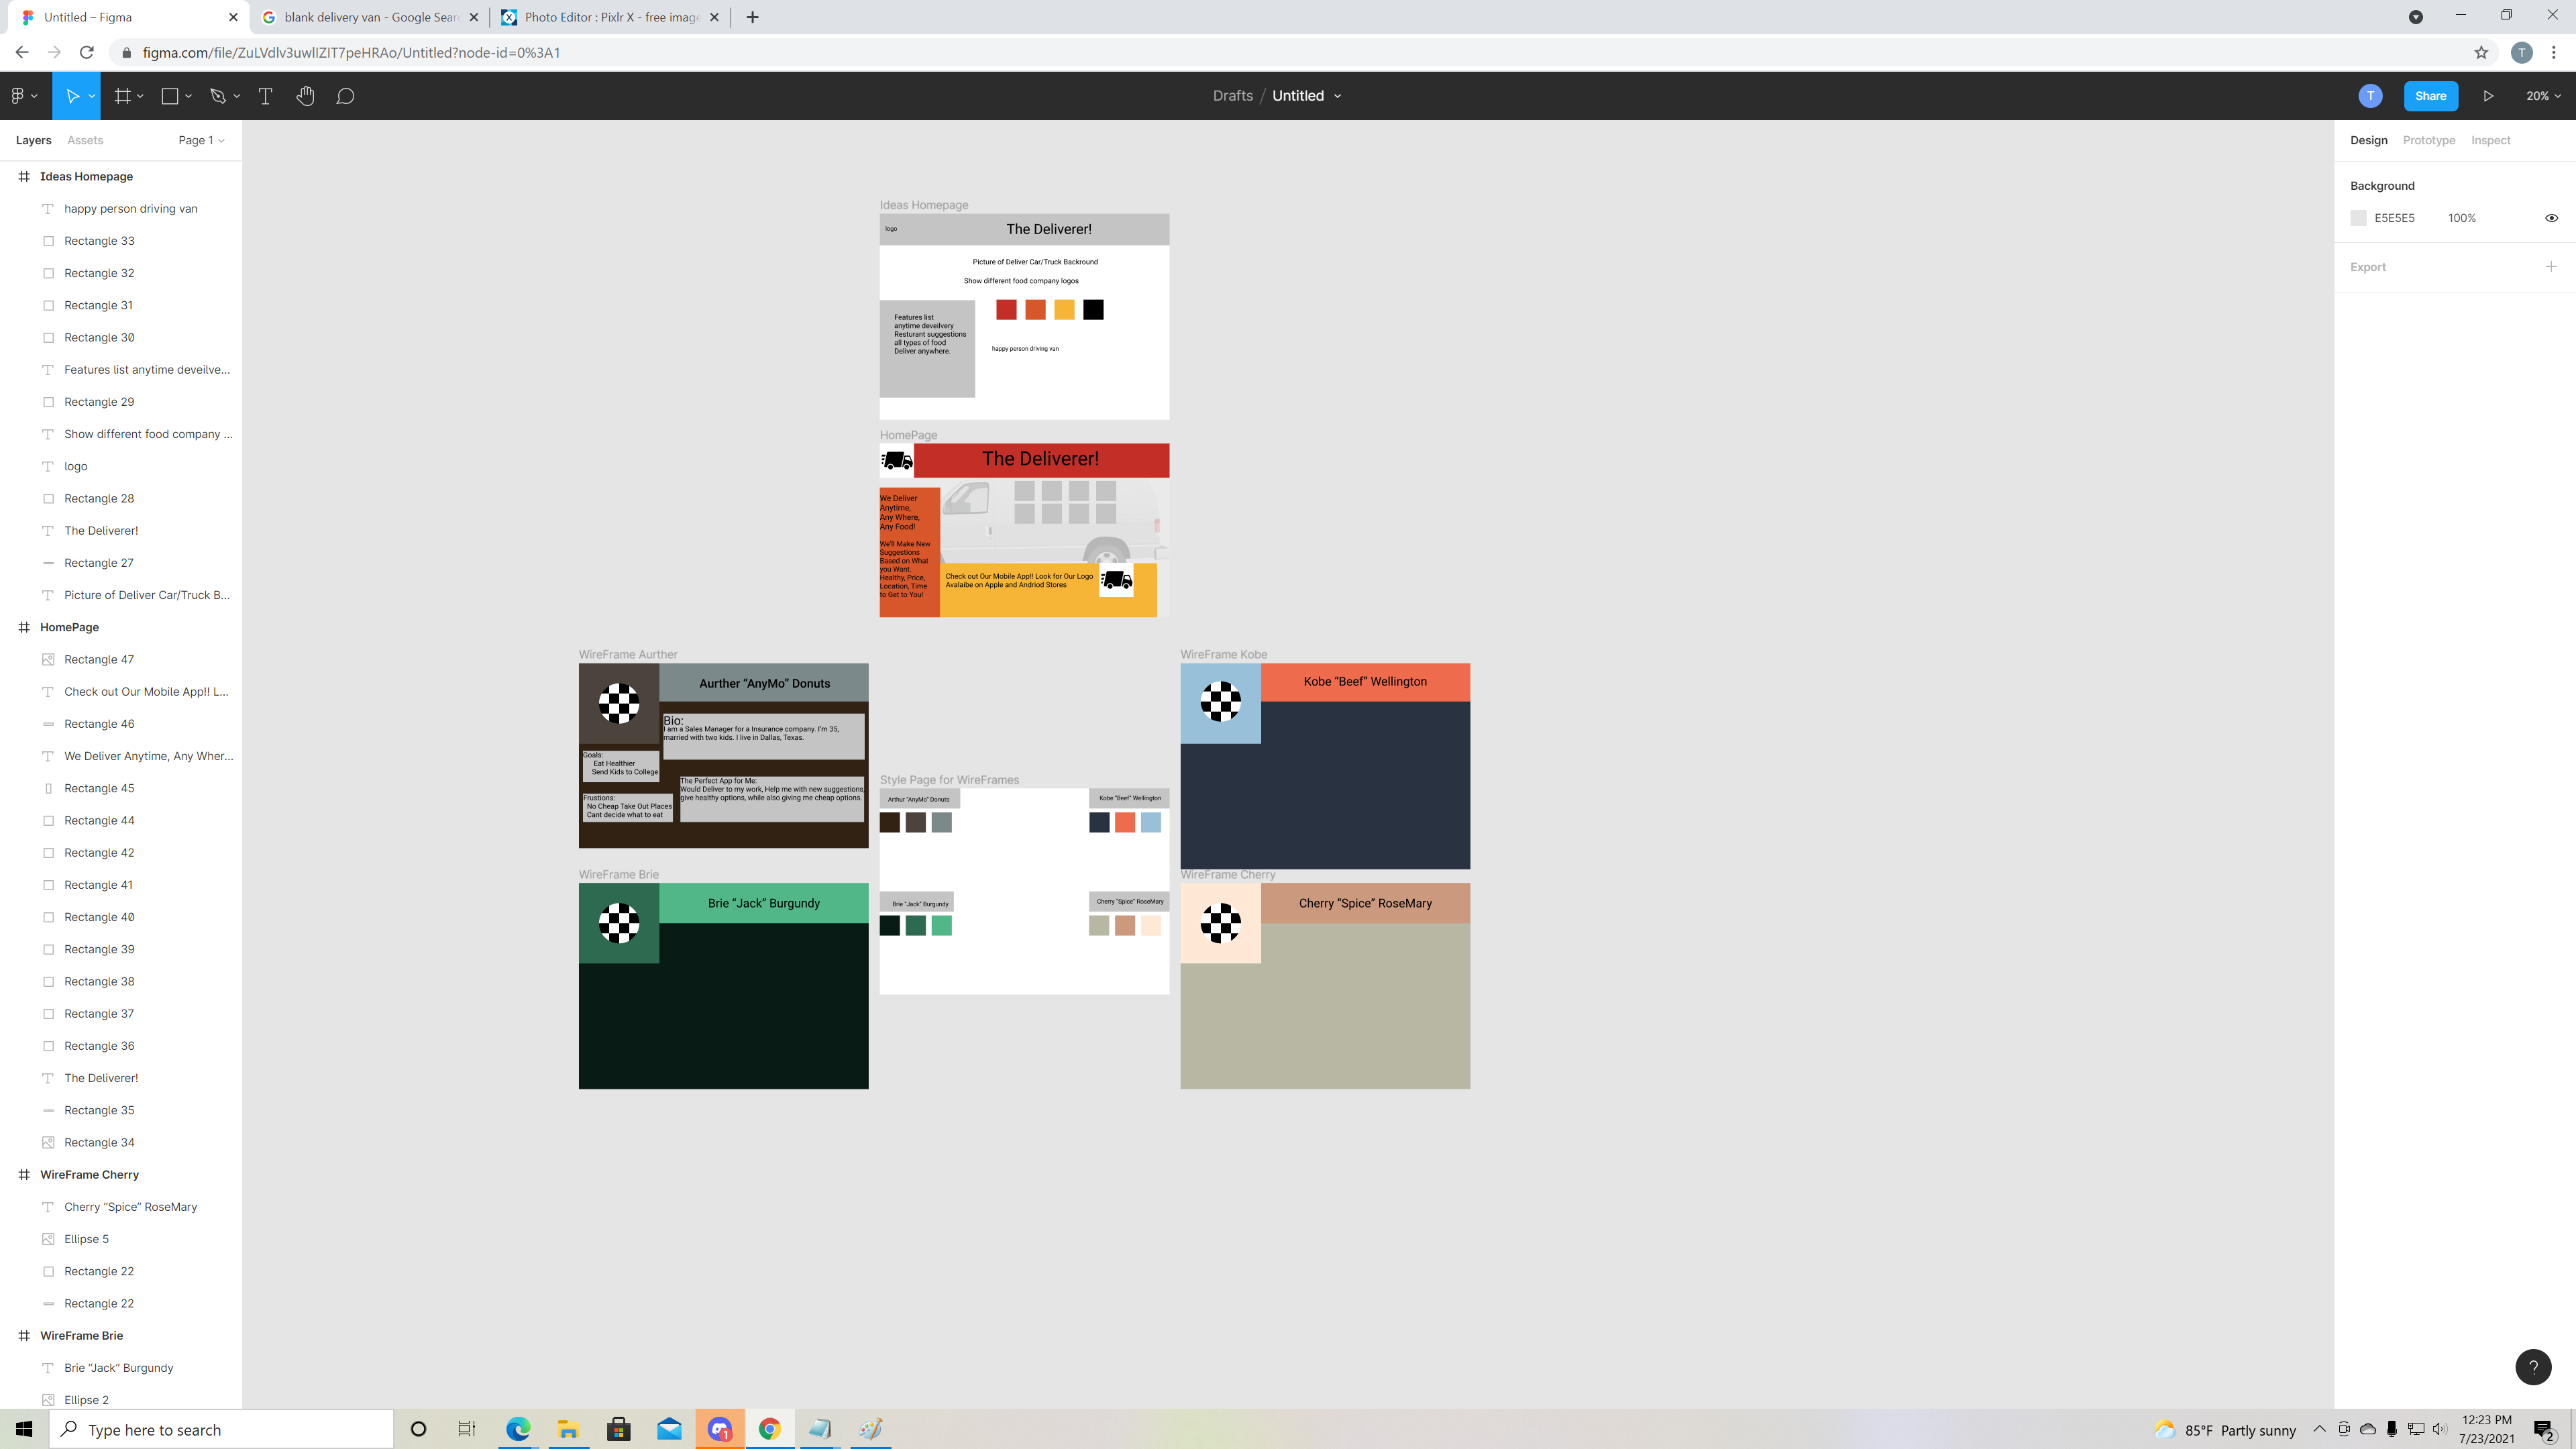 Untitled – Figma
blank delivery van - Google Sear
Photo Editor : Pixlr X - free image
figma.com/file/ZuLVdlv3uwlIZIT7peHRAo/Untitled?node-id=0%3A1
T
Drafts / Untitled
T
Share
20%
Layers
Assets
Page 1
Ideas Homepage
happy person driving van
Rectangle 33
Rectangle 32
Rectangle 31
Rectangle 30
Features list anytime deveilve...
Rectangle 29
Show different food company ...
logo
Rectangle 28
The Deliverer!
Rectangle 27
Picture of Deliver Car/Truck B...
HomePage
Rectangle 47
Check out Our Mobile App!! L...
Rectangle 46
We Deliver Anytime, Any Wher...
Rectangle 45
Rectangle 44
Rectangle 42
Rectangle 41
Rectangle 40
Rectangle 39
Rectangle 38
Rectangle 37
Rectangle 36
The Deliverer!
Rectangle 35
Rectangle 34
WireFrame Cherry
Cherry “Spice” RoseMary
Ellipse 5
Rectangle 22
Rectangle 22
WireFrame Brie
Brie “Jack” Burgundy
Ellipse 2
Ideas Homepage
logo
The Deliverer!
Picture of Deliver Car/Truck Backround
Show different food company logos
Features list
anytime deveilvery
Resturant suggestions
all types of food
Deliver anywhere.
happy person driving van
HomePage
The Deliverer!
We Deliver
Anytime,
Any Where,
Any Food!
We'll Make New
Suggestions
Based on What
you Want.
Healthy, Price,
Location, Time
to Get to You!
Check out Our Mobile App!! Look for Our Logo
Avalaibe on Apple and Andriod Stores
WireFrame Aurther
Aurther “AnyMo” Donuts
Bio:
I am a Sales Manager for a Insurance company. I'm 35,
married with two kids. I live in Dallas, Texas.
Goals:
Eat Healthier
Send Kids to College
The Perfect App for Me:
Would Deliver to my work, Help me with new suggestions,
give healthy options, while also giving me cheap options.
Frustions:
No Cheap Take Out Places
Cant decide what to eat
WireFrame Kobe
Kobe “Beef” Wellington
Style Page for WireFrames
Arthur “AnyMo” Donuts
Kobe “Beef” Wellington
Brie “Jack” Burgundy
Cherry “Spice” RoseMary
WireFrame Brie
Brie “Jack” Burgundy
WireFrame Cherry
Cherry “Spice” RoseMary
Design
Prototype
Inspect
Background
E5E5E5
100%
Export
?
Type here to search
1
85°F Partly sunny
12:23 PM
7/23/2021
2